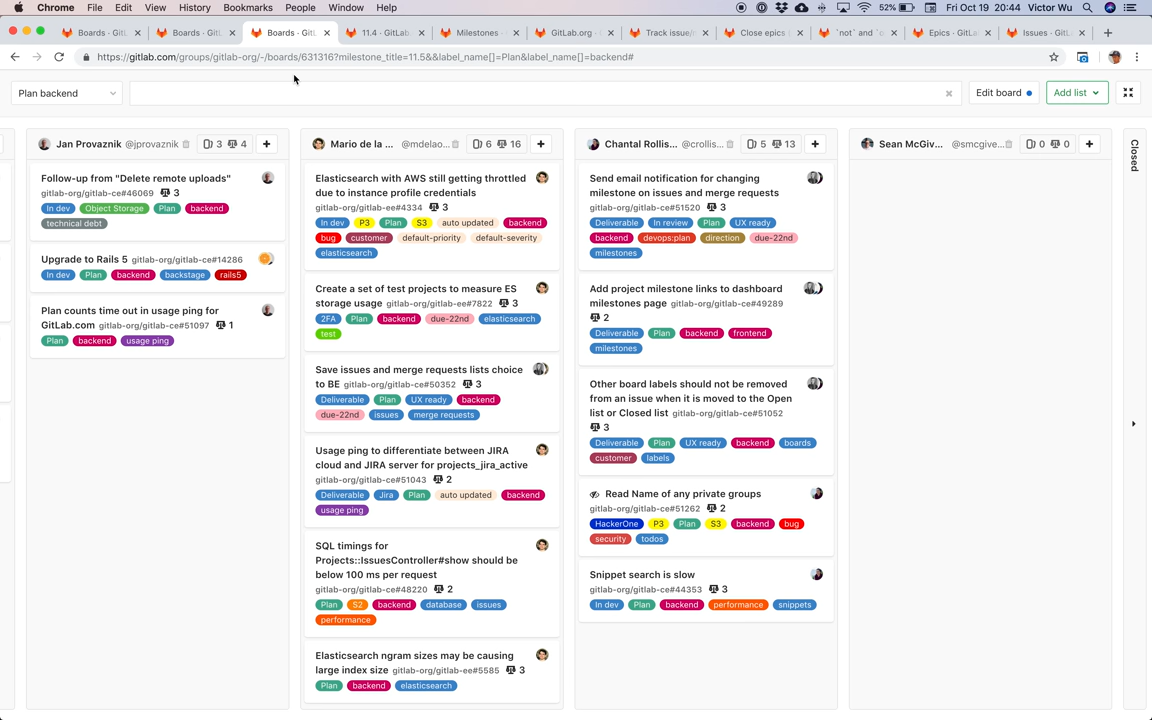 Chrome File Edit View History Bookmarks People Window Help 52% Fri Oct 19 20:44 Victor Wu
Boards · GitL Boards · GitL Boards · GitL 11.4 · GitLab Milestones · GitLab.org · Track issue/m Close epics ( `not` and `o Epics · GitLa Issues · GitL
https://gitlab.com/groups/gitlab-org/-/boards/631316?milestone_title=11.5&&label_name[]=Plan&label_name[]=backend#
Plan backend Edit board Add list
Jan Provaznik @jprovaznik 3 4
Follow-up from "Delete remote uploads"
gitlab-org/gitlab-ce#46069 3
In dev Object Storage Plan backend
technical debt
Upgrade to Rails 5 gitlab-org/gitlab-ce#14286
In dev Plan backend backstage rails5
Plan counts time out in usage ping for
GitLab.com gitlab-org/gitlab-ce#51097 1
Plan backend usage ping
Mario de la ... @mdelao... 6 16
Elasticsearch with AWS still getting throttled
due to instance profile credentials
gitlab-org/gitlab-ee#4334 3
In dev P3 Plan S3 auto updated backend
bug customer default-priority default-severity
elasticsearch
Create a set of test projects to measure ES
storage usage gitlab-org/gitlab-ee#7822 3
2FA Plan backend due-22nd elasticsearch
test
Save issues and merge requests lists choice
to BE gitlab-org/gitlab-ce#50352 3
Deliverable Plan UX ready backend
due-22nd issues merge requests
Usage ping to differentiate between JIRA
cloud and JIRA server for projects_jira_active
gitlab-org/gitlab-ce#51043 2
Deliverable Jira Plan auto updated backend
usage ping
SQL timings for
Projects::IssuesController#show should be
below 100 ms per request
gitlab-org/gitlab-ce#48220 2
Plan S2 backend database issues
performance
Elasticsearch ngram sizes may be causing
large index size gitlab-org/gitlab-ee#5585 3
Plan backend elasticsearch
Chantal Rollis... @crollis... 5 13
Send email notification for changing
milestone on issues and merge requests
gitlab-org/gitlab-ce#51520 3
Deliverable In review Plan UX ready
backend devops:plan direction due-22nd
milestones
Add project milestone links to dashboard
milestones page gitlab-org/gitlab-ce#49289
2
Deliverable Plan backend frontend
milestones
Other board labels should not be removed
from an issue when it is moved to the Open
list or Closed list gitlab-org/gitlab-ce#51052
3
Deliverable Plan UX ready backend boards
customer labels
Read Name of any private groups
gitlab-org/gitlab-ce#51262 2
HackerOne P3 Plan S3 backend bug
security todos
Snippet search is slow
gitlab-org/gitlab-ce#44353 3
In dev Plan backend performance snippets
Sean McGiv... @smcgive... 0 0
Closed